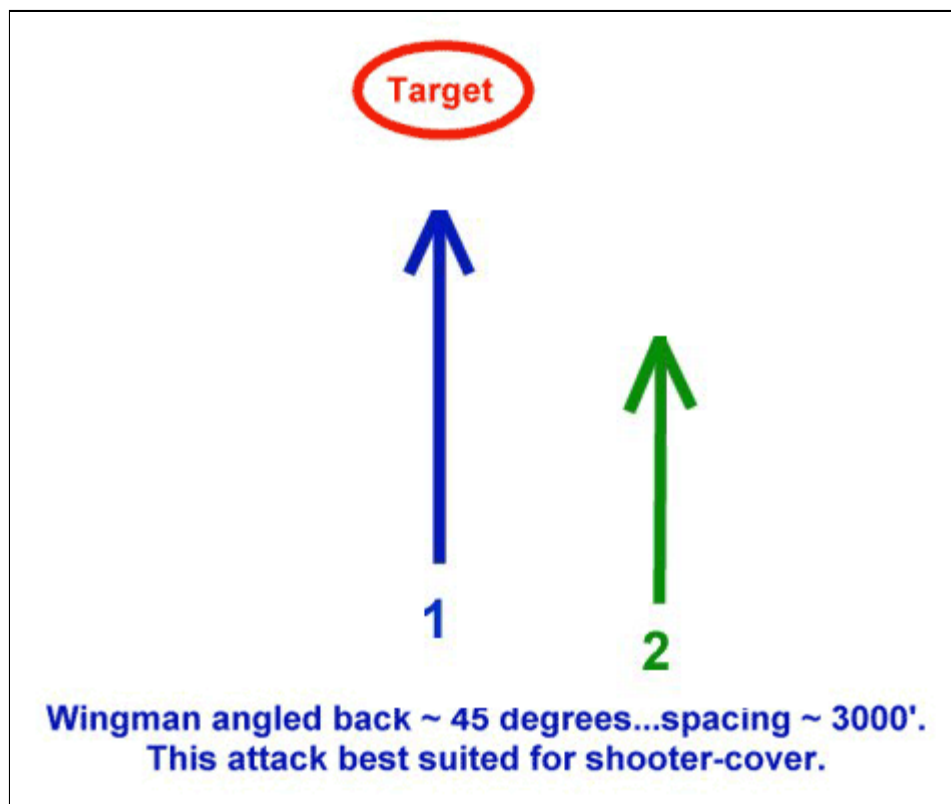 Target
1
2
Wingman angled back ~ 45 degrees...spacing ~ 3000'.
This attack best suited for shooter-cover.